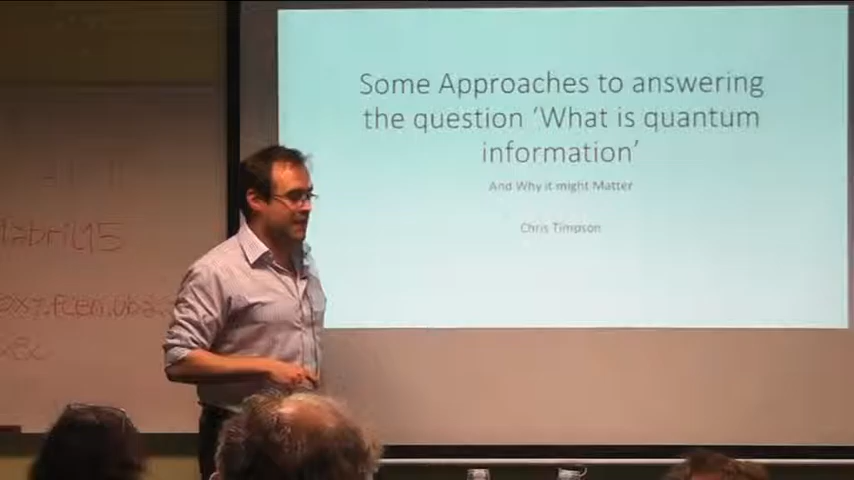 Some Approaches to answering
the question 'What is quantum
information'
And Why it might Matter
Chris Timpson